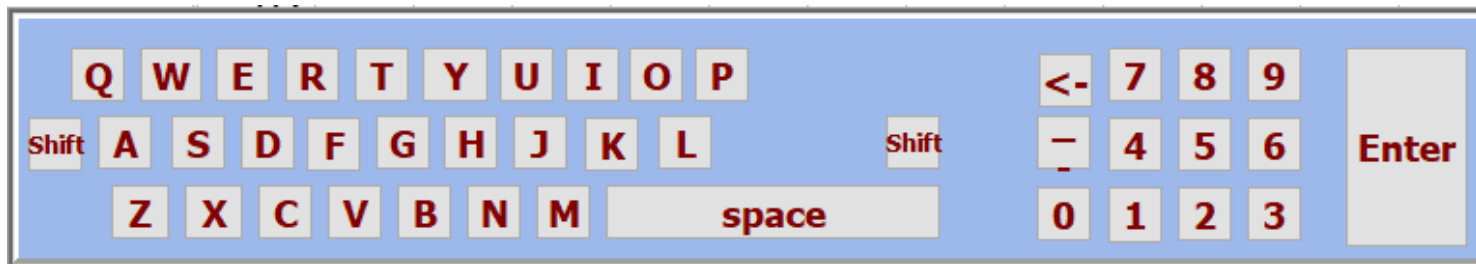 Q W E R T Y U I O P <- 7 8 9
Shift A S D F G H J K L Shift _ - 4 5 6 Enter
Z X C V B N M space 0 1 2 3